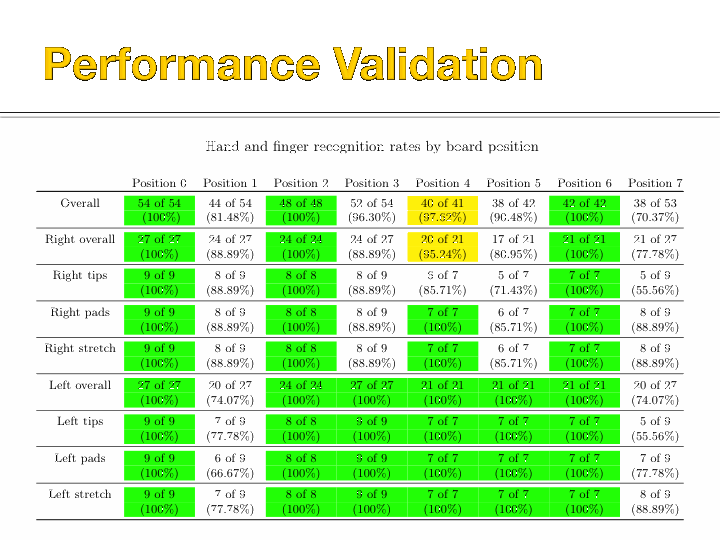 Performance Validation
Hand and finger recognition rates by board position
Position 0 Position 1 Position 2 Position 3 Position 4 Position 5 Position 6 Position 7
Overall 54 of 54 44 of 54 48 of 48 52 of 54 40 of 41 38 of 42 42 of 42 38 of 53
(100%) (81.48%) (100%) (96.30%) (90.48%) (100%) (70.37%)
Right overall 27 of 27 24 of 27 24 of 24 24 of 27 20 of 21 17 of 21 21 of 21 21 of 27
(100%) (88.89%) (100%) (88.89%) (95.24%) (80.95%) (100%) (77.78%)
Right tips 9 of 9 8 of 9 8 of 8 8 of 9 6 of 7 5 of 7 7 of 7 5 of 9
(100%) (88.89%) (100%) (88.89%) (85.71%) (71.43%) (100%) (55.56%)
Right pads 9 of 9 8 of 9 8 of 8 8 of 9 7 of 7 6 of 7 7 of 7 8 of 9
(100%) (88.89%) (100%) (88.89%) (100%) (85.71%) (100%) (88.89%)
Right stretch 9 of 9 8 of 9 8 of 8 8 of 9 7 of 7 6 of 7 7 of 7 8 of 9
(100%) (88.89%) (100%) (88.89%) (100%) (85.71%) (100%) (88.89%)
Left overall 27 of 27 20 of 27 24 of 24 27 of 27 21 of 21 21 of 21 21 of 21 20 of 27
(100%) (74.07%) (100%) (100%) (100%) (100%) (100%) (74.07%)
Left tips 9 of 9 7 of 9 8 of 8 9 of 9 7 of 7 7 of 7 7 of 7 5 of 9
(100%) (77.78%) (100%) (100%) (100%) (100%) (100%) (55.56%)
Left pads 9 of 9 6 of 9 8 of 8 9 of 9 7 of 7 7 of 7 7 of 7 7 of 9
(100%) (66.67%) (100%) (100%) (100%) (100%) (100%) (77.78%)
Left stretch 9 of 9 7 of 9 8 of 8 9 of 9 7 of 7 7 of 7 7 of 7 8 of 9
(100%) (77.78%) (100%) (100%) (100%) (100%) (100%) (88.89%)